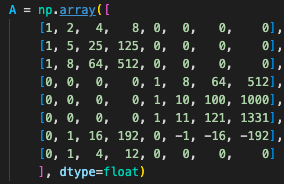 A = np.array([
[1, 2, 4, 8, 0, 0, 0, 0],
[1, 5, 25, 125, 0, 0, 0, 0],
[1, 8, 64, 512, 0, 0, 0, 0],
[0, 0, 0, 0, 1, 8, 64, 512],
[0, 0, 0, 0, 1, 10, 100, 1000],
[0, 0, 0, 0, 1, 11, 121, 1331],
[0, 1, 16, 192, 0, -1, -16, -192],
[0, 1, 4, 12, 0, 0, 0, 0]
], dtype=float)